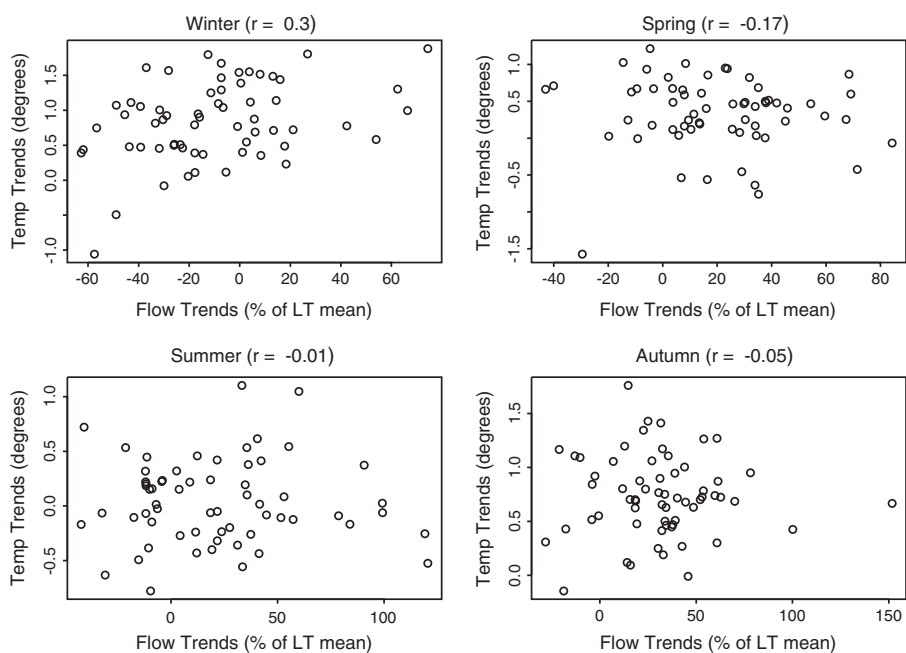 Winter (r = 0.3)
Temp Trends (degrees)
-1.0 0.0 0.5 1.0 1.5
-60 -40 -20 0 20 40 60
Flow Trends (% of LT mean)
Spring (r = -0.17)
Temp Trends (degrees)
-1.5 -0.5 0.5 1.0
-40 -20 0 20 40 60 80
Flow Trends (% of LT mean)
Summer (r = -0.01)
Temp Trends (degrees)
-0.5 0.0 0.5 1.0
0 50 100
Flow Trends (% of LT mean)
Autumn (r = -0.05)
Temp Trends (degrees)
0.0 0.5 1.0 1.5
0 50 100 150
Flow Trends (% of LT mean)